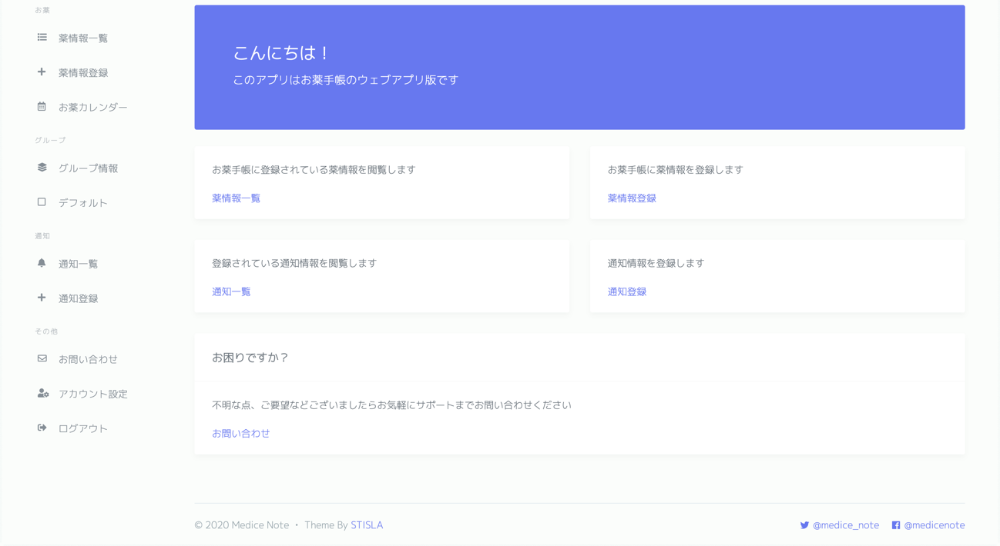 お薬
薬情報一覧
薬情報登録
お薬カレンダー
グループ
グループ情報
デフォルト
通知
通知一覧
通知登録
その他
お問い合わせ
アカウント設定
ログアウト
こんにちは！
このアプリはお薬手帳のウェブアプリ版です
お薬手帳に登録されている薬情報を閲覧します
薬情報一覧
お薬手帳に薬情報を登録します
薬情報登録
登録されている通知情報を閲覧します
通知一覧
通知情報を登録します
通知登録
お困りですか？
不明な点、ご要望などございましたらお気軽にサポートまでお問い合わせください
お問い合わせ
© 2020 Medice Note ・ Theme By STISLA
@medice_note @medicenote